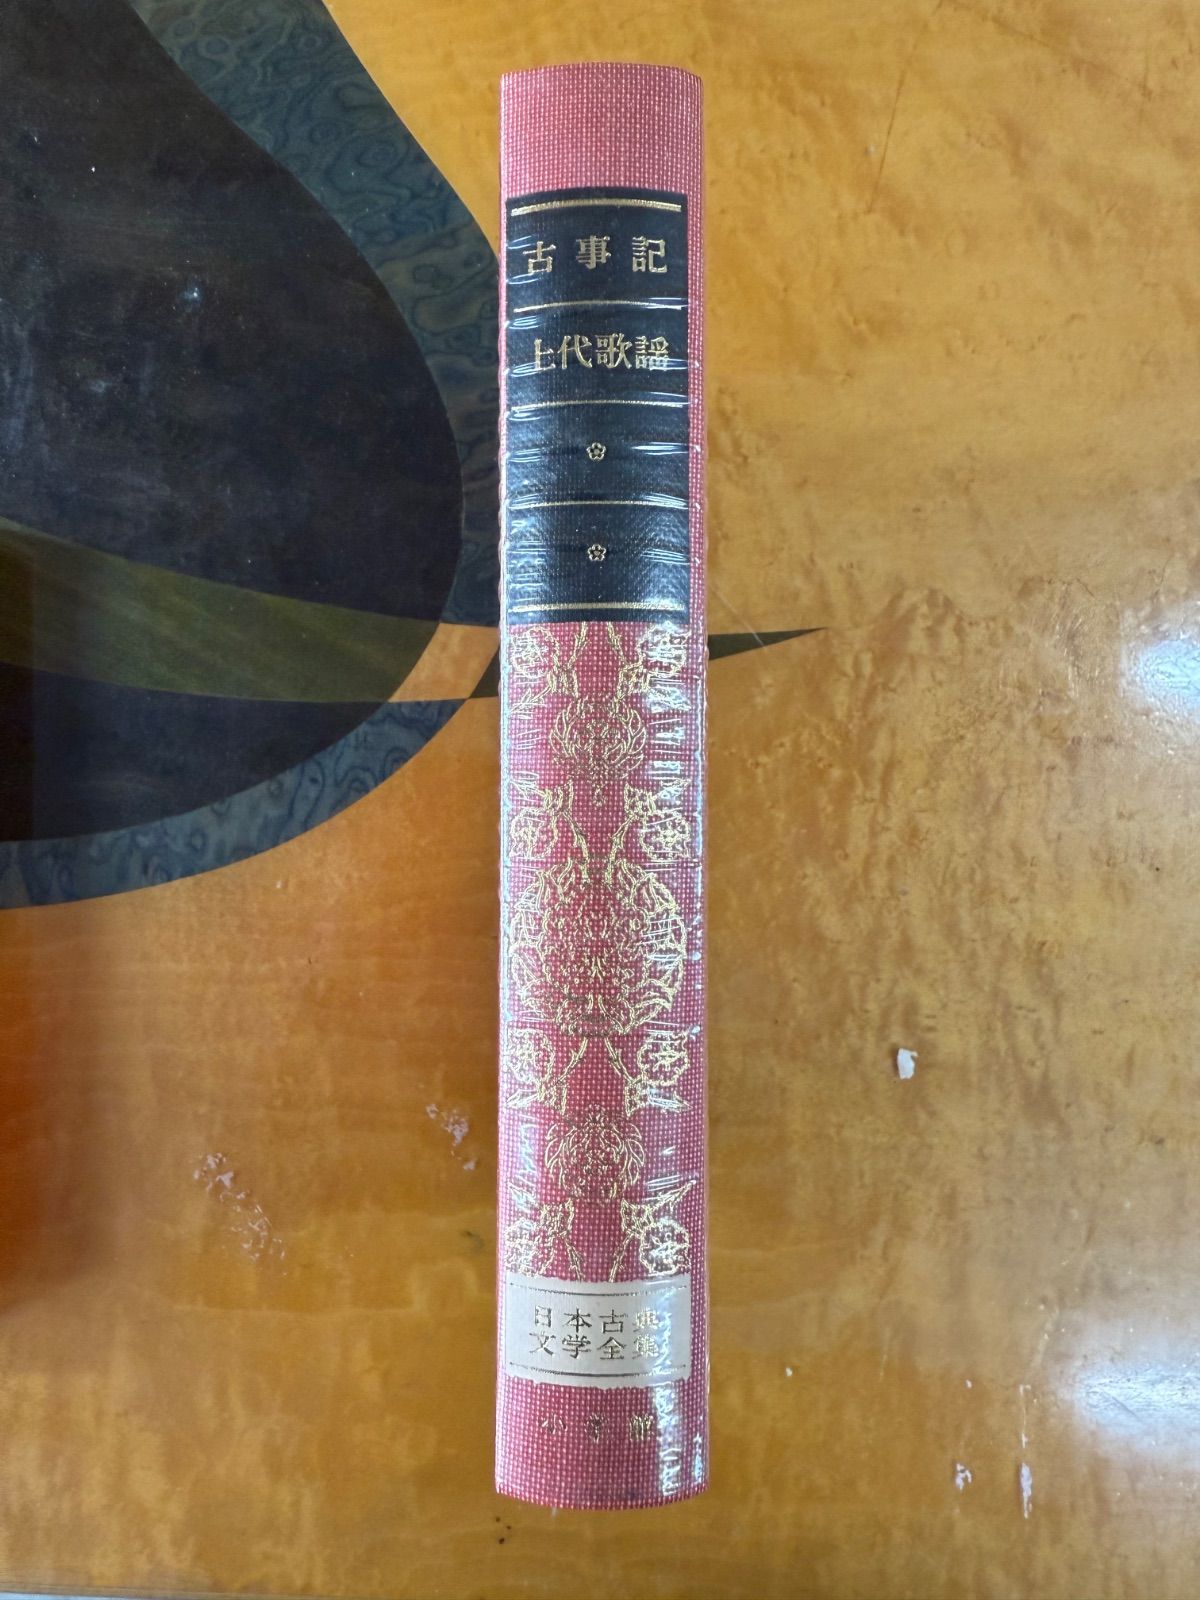 古事記
上代歌謡
日本古典
文学全集
小学館